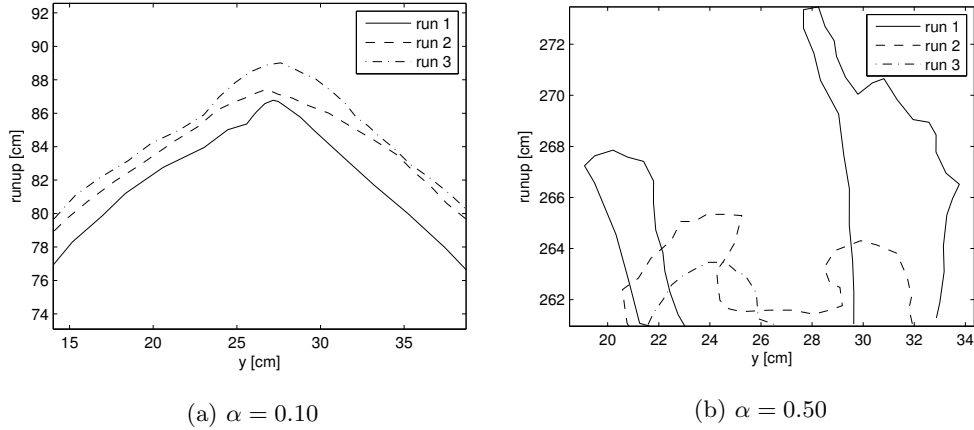 92
90
88
86
84
82
80
78
76
74
runup [cm]
15 20 25 30 35
y [cm]
run 1
run 2
run 3
(a) α = 0.10
272
270
268
266
264
262
runup [cm]
20 22 24 26 28 30 32 34
y [cm]
run 1
run 2
run 3
(b) α = 0.50